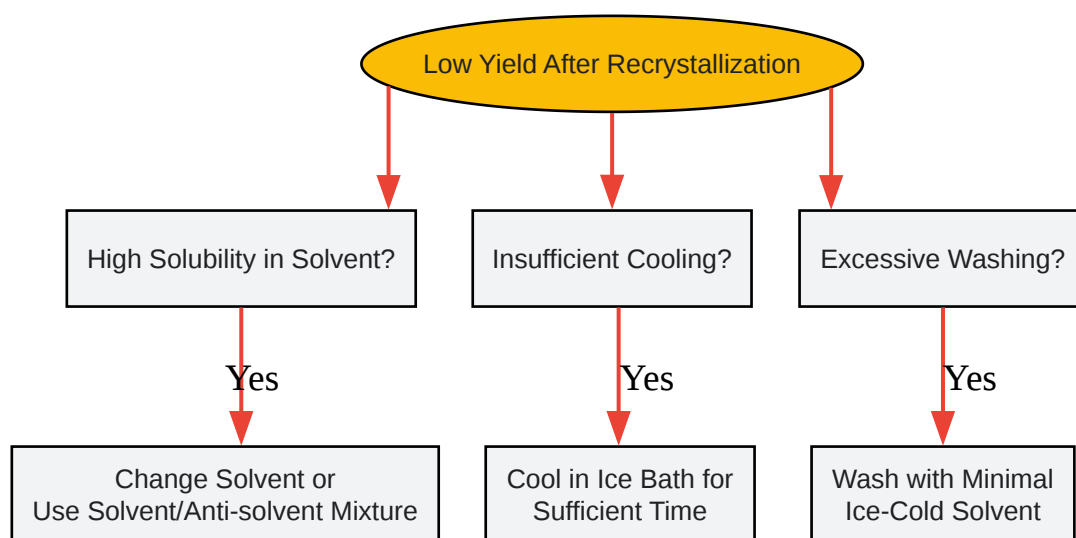 Low Yield After Recrystallization
High Solubility in Solvent?
Insufficient Cooling?
Excessive Washing?
Yes
Yes
Yes
Change Solvent or
Use Solvent/Anti-solvent Mixture
Cool in Ice Bath for
Sufficient Time
Wash with Minimal
Ice-Cold Solvent